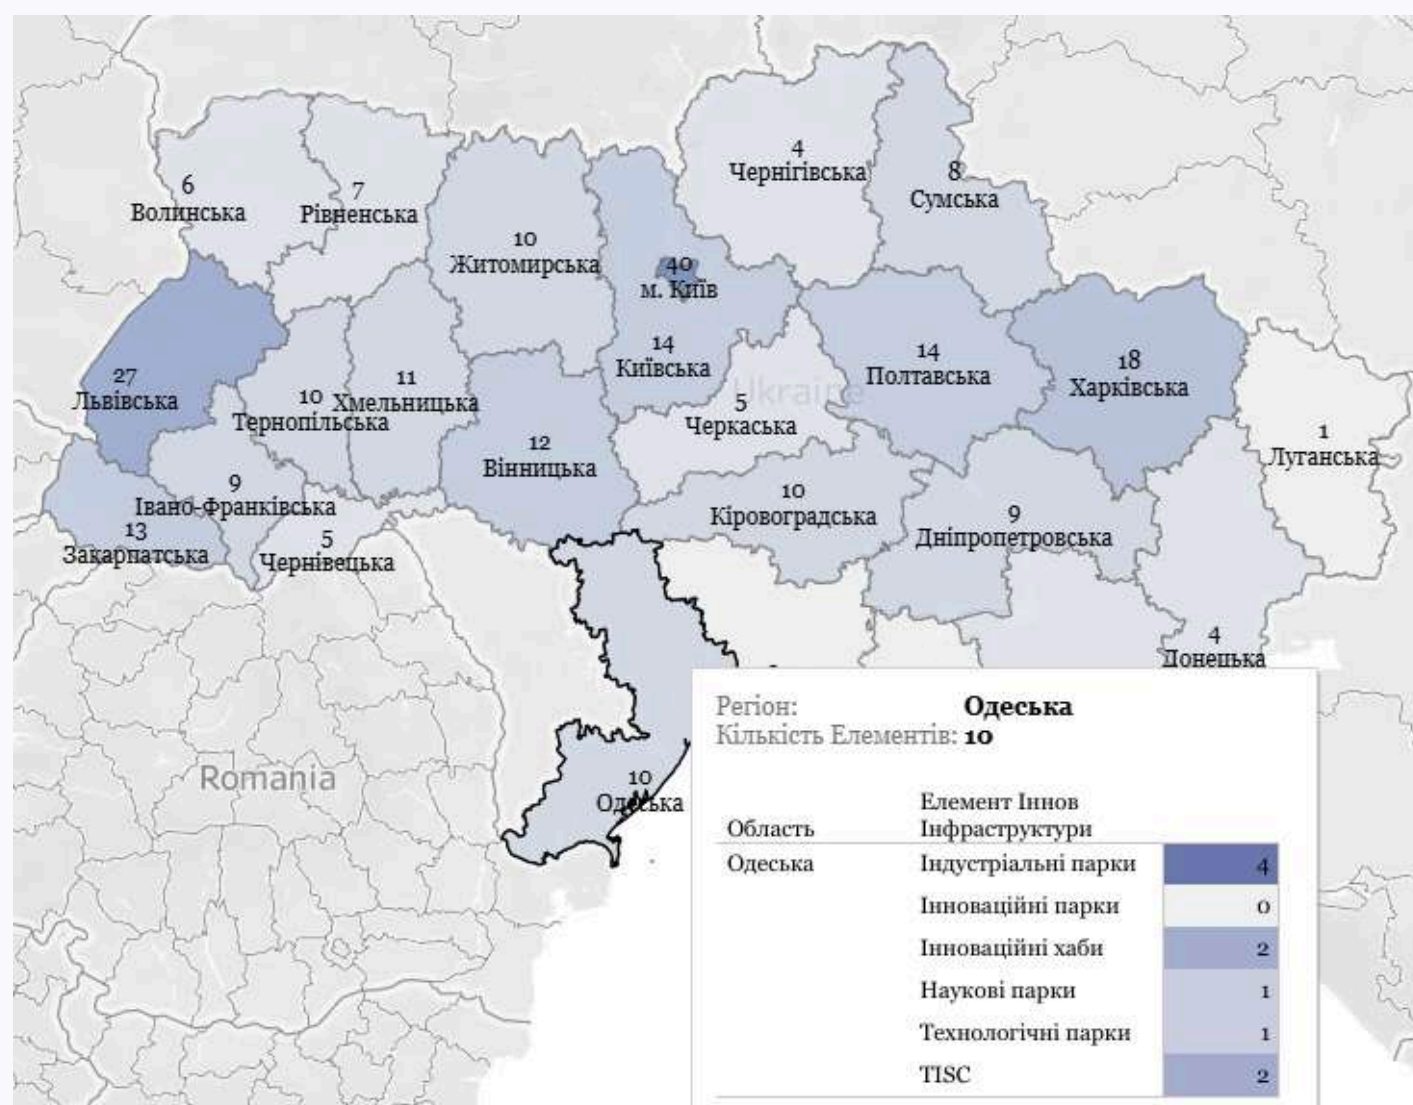 4
Чернігівська
8
Сумська
6
Волинська
7
Рівненська
10
Житомирська
40
м. Київ
14
Київська
14
Полтавська
18
Харківська
27
Львівська
10
Тернопільська
11
Хмельницька
Ukraine
5
Черкаська
1
Луганська
12
Вінницька
9
Івано-Франківська
10
Кіровоградська
9
Дніпропетровська
13
Закарпатська
5
Чернівецька
4
Донецька
Romania
10
Одеська
Регіон: Одеська
Кількість Елементів: 10
Елемент Іннов
Область Інфраструктури
Одеська Індустріальні парки 4
Інноваційні парки 0
Інноваційні хаби 2
Наукові парки 1
Технологічні парки 1
TISC 2